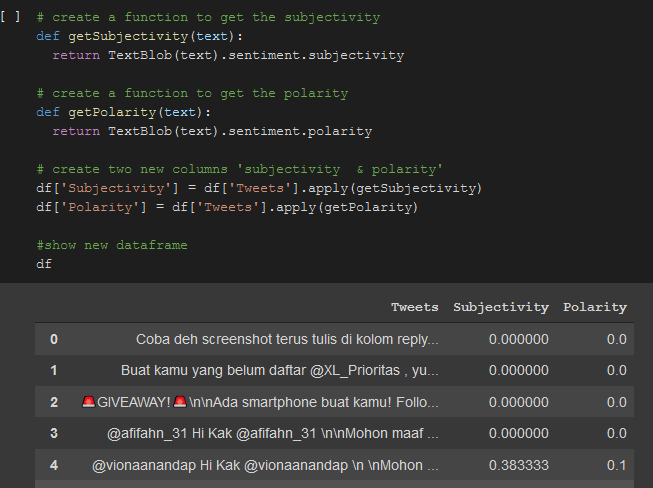 [ ] # create a function to get the subjectivity
def getSubjectivity(text):
return TextBlob(text).sentiment.subjectivity
# create a function to get the polarity
def getPolarity(text):
return TextBlob(text).sentiment.polarity
# create two new columns 'subjectivity  & polarity'
df['Subjectivity'] = df['Tweets'].apply(getSubjectivity)
df['Polarity'] = df['Tweets'].apply(getPolarity)
#show new dataframe
df
Tweets Subjectivity Polarity
0 Coba deh screenshot terus tulis di kolom reply... 0.000000 0.0
1 Buat kamu yang belum daftar @XL_Prioritas , yu... 0.000000 0.0
2 🚨GIVEAWAY!🚨\n\nAda smartphone buat kamu! Follo... 0.000000 0.0
3 @afifahn_31 Hi Kak @afifahn_31 \n\nMohon maaf ... 0.000000 0.0
4 @vionaanandap Hi Kak @vionaanandap \n \nMohon ... 0.383333 0.1